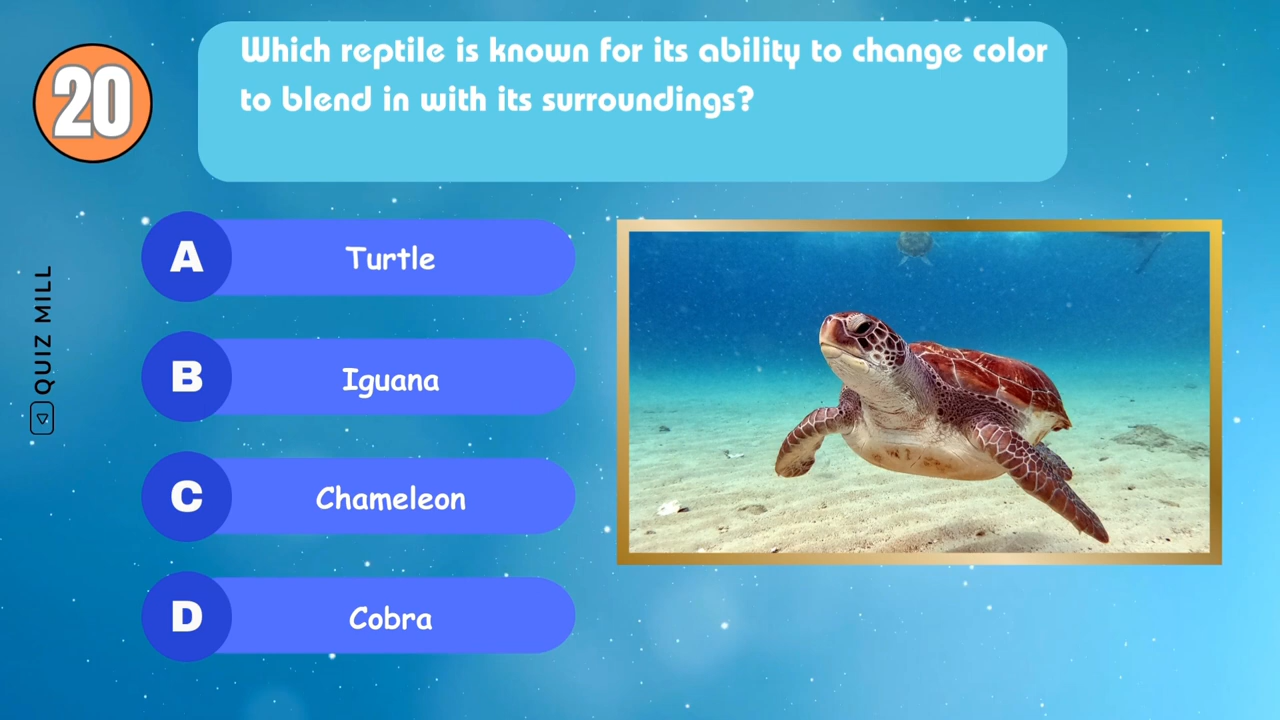 20
Which reptile is known for its ability to change color
to blend in with its surroundings?
A Turtle
B Iguana
C Chameleon
D Cobra
QUIZ MILL